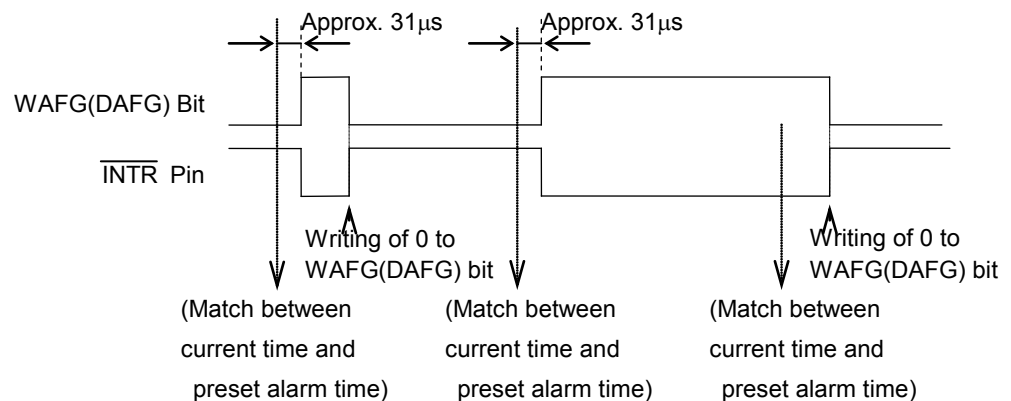 Approx. 31μs
Approx. 31μs
WAFG(DAFG) Bit
INTR Pin
Writing of 0 to
WAFG(DAFG) bit
Writing of 0 to
WAFG(DAFG) bit
(Match between
current time and
preset alarm time)
(Match between
current time and
preset alarm time)
(Match between
current time and
preset alarm time)